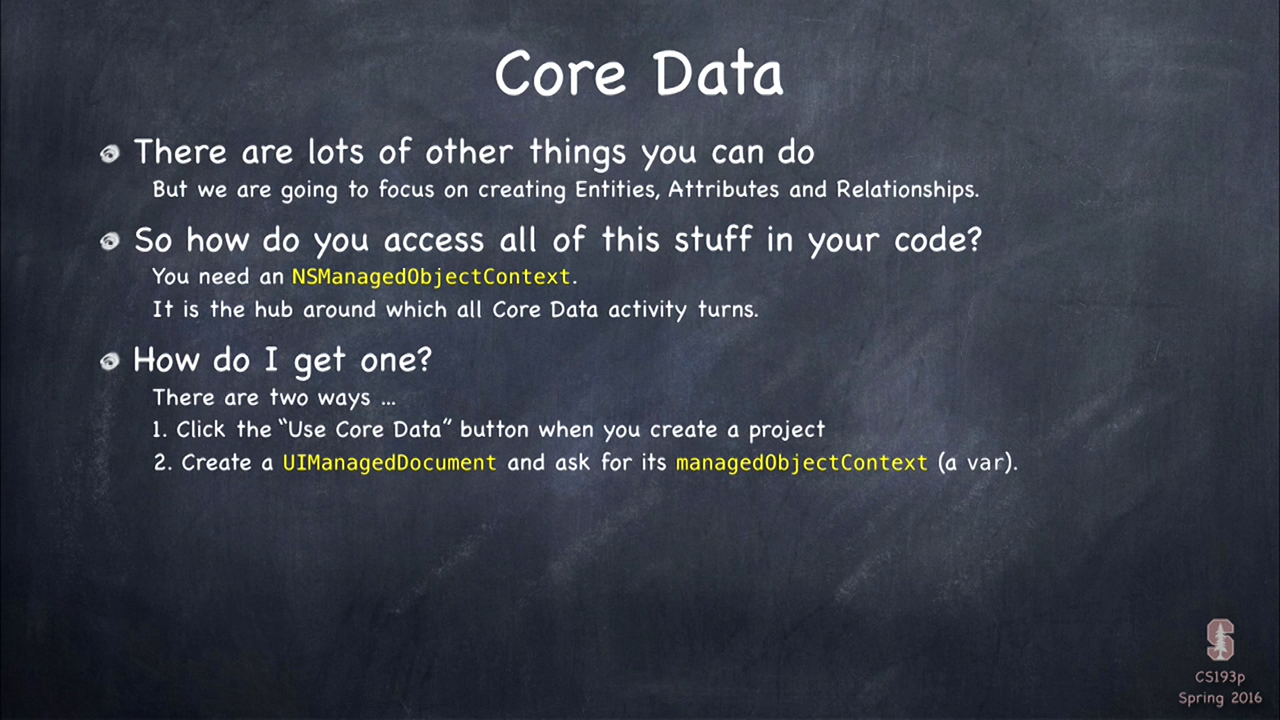 Core Data
There are lots of other things you can do
But we are going to focus on creating Entities, Attributes and Relationships.
So how do you access all of this stuff in your code?
You need an NSManagedObjectContext.
It is the hub around which all Core Data activity turns.
How do I get one?
There are two ways …
1. Click the “Use Core Data” button when you create a project
2. Create a UIManagedDocument and ask for its managedObjectContext (a var).
S
CS193p
Spring 2016